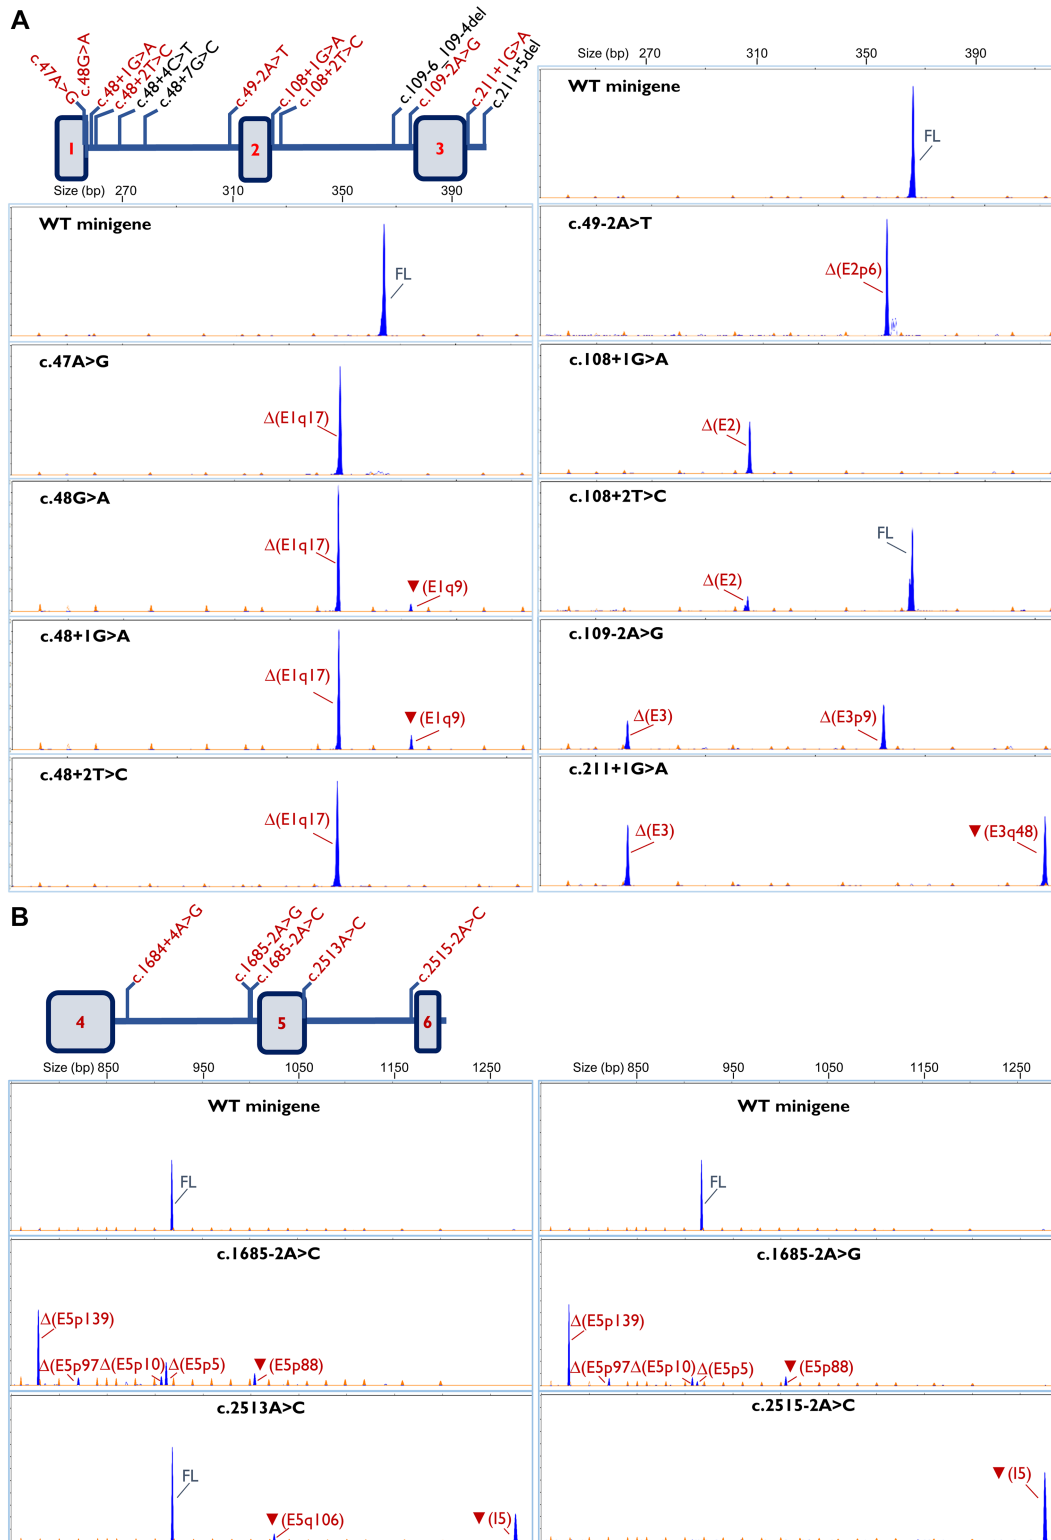 A
c.47A>G
c.48G>A
c.48+1G>A
c.48+2T>C
c.48+4C>T
c.48+7G>C
c.49-2A>T
c.108+1G>A
c.108+2T>C
c.109-6_109-4del
c.109-2A>G
c.211+1G>A
c.211+5del
1
2
3
Size (bp) 270 310 350 390
WT minigene
FL
c.47A>G
Δ(E1q17)
c.48G>A
Δ(E1q17)
▼(E1q9)
c.48+1G>A
Δ(E1q17)
▼(E1q9)
c.48+2T>C
Δ(E1q17)
Size (bp) 270 310 350 390
WT minigene
FL
c.49-2A>T
Δ(E2p6)
c.108+1G>A
Δ(E2)
c.108+2T>C
FL
Δ(E2)
c.109-2A>G
Δ(E3)
Δ(E3p9)
c.211+1G>A
Δ(E3)
▼(E3q48)
B
c.1684+4A>G
c.1685-2A>G
c.1685-2A>C
c.2513A>C
c.2515-2A>C
4
5
6
Size (bp) 850 950 1050 1150 1250
WT minigene
FL
c.1685-2A>C
Δ(E5p139)
Δ(E5p97 Δ(E5p10) Δ(E5p5) ▼(E5p88)
c.2513A>C
FL
▼(E5q106)
▼(I5)
Size (bp) 850 950 1050 1150 1250
WT minigene
FL
c.1685-2A>G
Δ(E5p139)
Δ(E5p97 Δ(E5p10) Δ(E5p5) ▼(E5p88)
c.2515-2A>C
▼(I5)